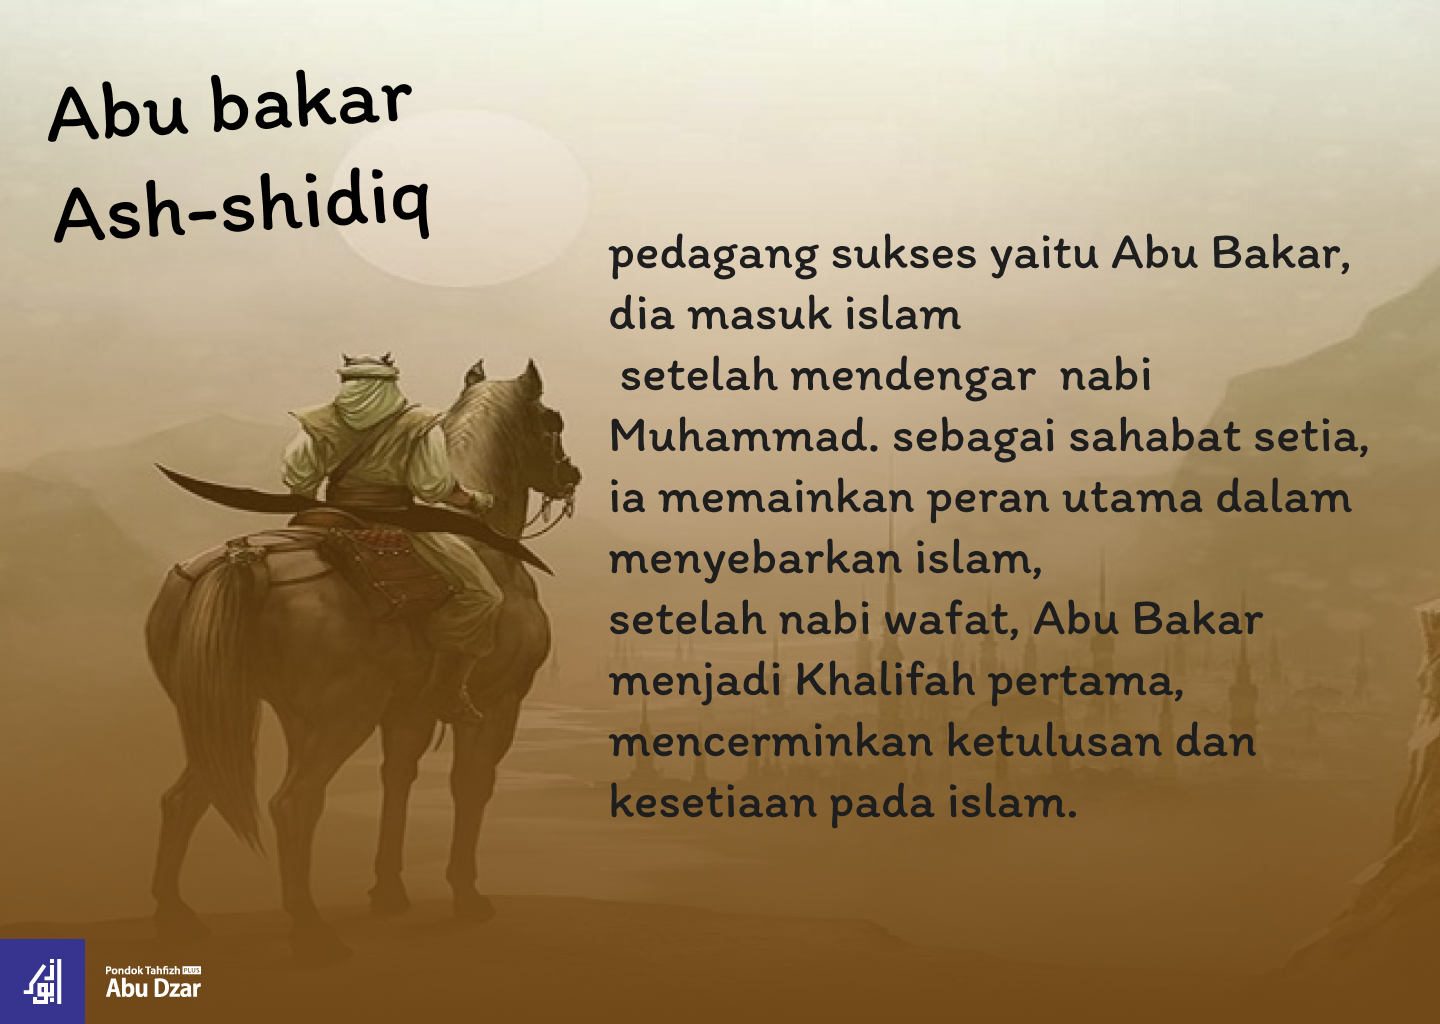 Abu bakar
Ash-shidiq
pedagang sukses yaitu Abu Bakar,
dia masuk islam
setelah mendengar nabi
Muhammad. sebagai sahabat setia,
ia memainkan peran utama dalam
menyebarkan islam,
setelah nabi wafat, Abu Bakar
menjadi Khalifah pertama,
mencerminkan ketulusan dan
kesetiaan pada islam.
Pondok Tahfizh PLUS
Abu Dzar